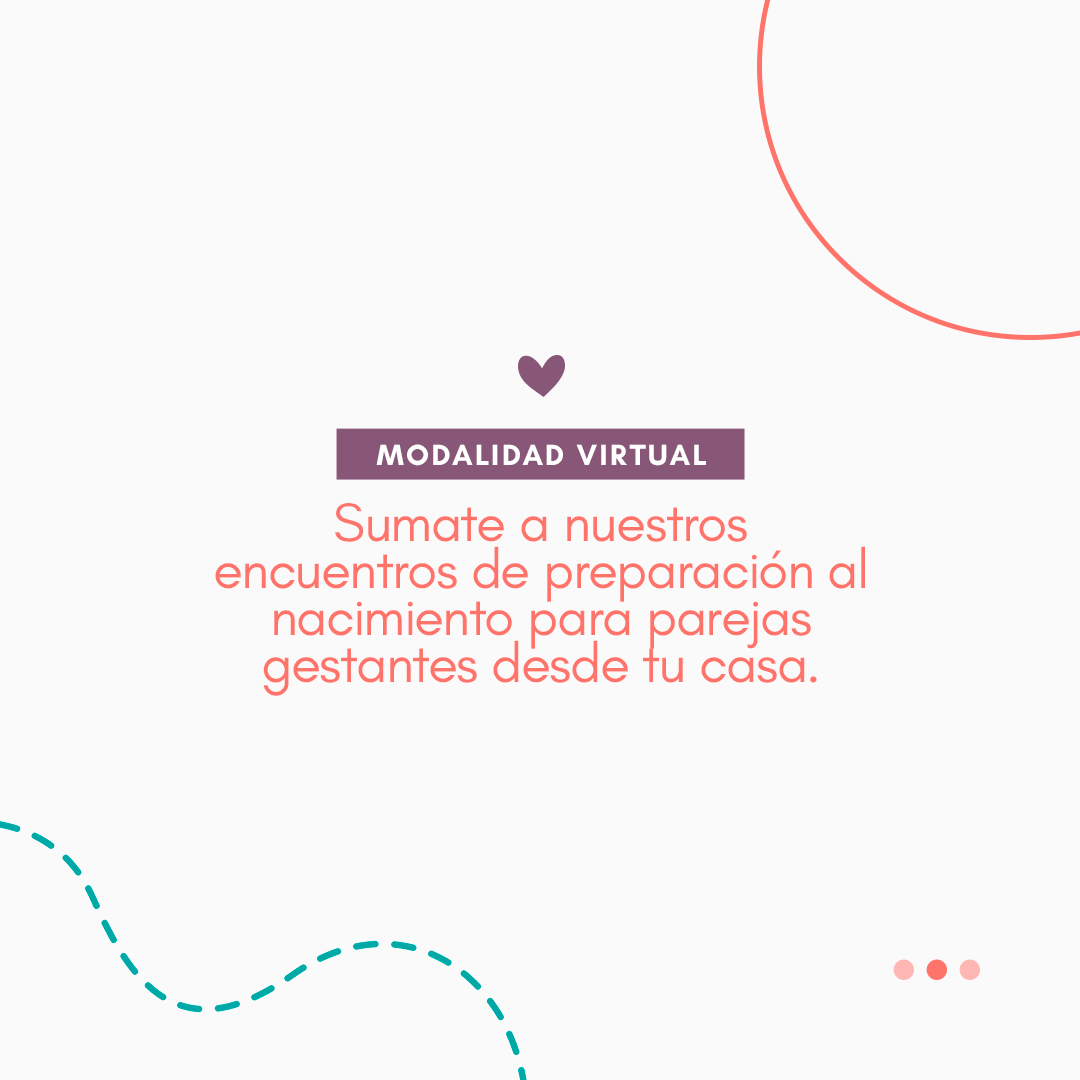 MODALIDAD VIRTUAL
Sumate a nuestros
encuentros de preparación al
nacimiento para parejas
gestantes desde tu casa.